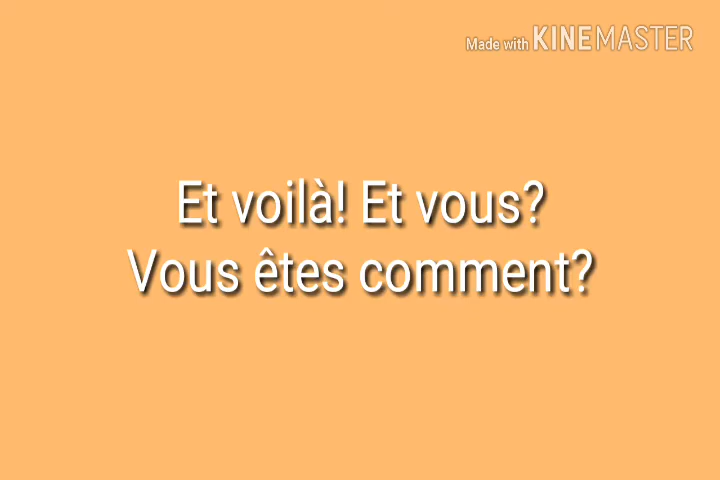 Made with KINEMASTER
Et voilà! Et vous?
Vous êtes comment?